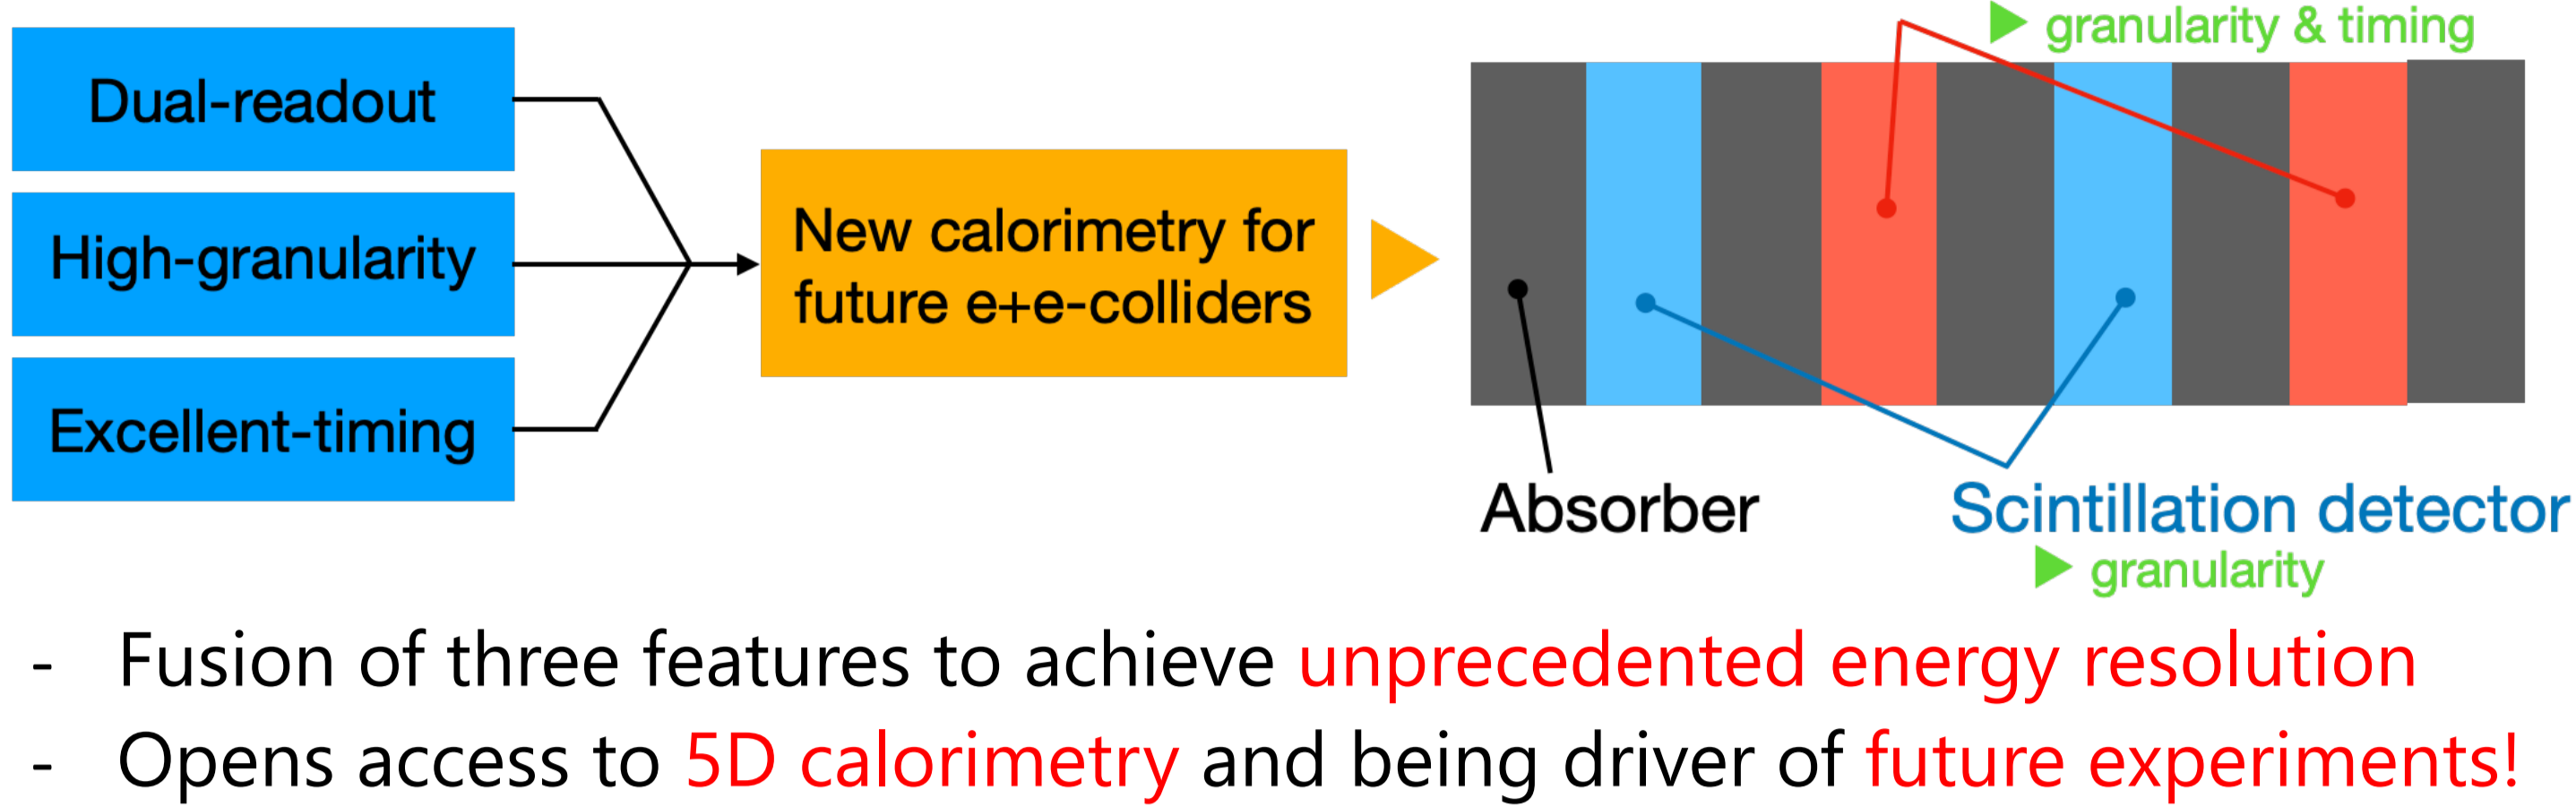 Dual-readout
High-granularity
Excellent-timing
New calorimetry for
future e+e-colliders
▶ granularity & timing
Absorber
Scintillation detector
▶ granularity
- Fusion of three features to achieve unprecedented energy resolution
- Opens access to 5D calorimetry and being driver of future experiments!